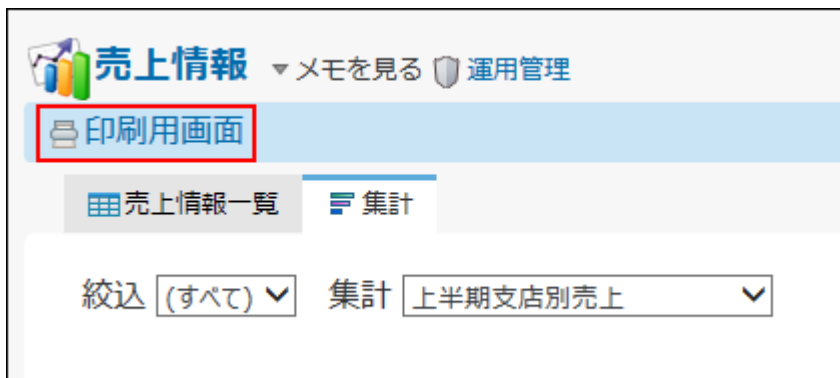 売上情報 ▼メモを見る 運用管理
印刷用画面
売上情報一覧 集計
絞込 (すべて) 集計 上半期支店別売上